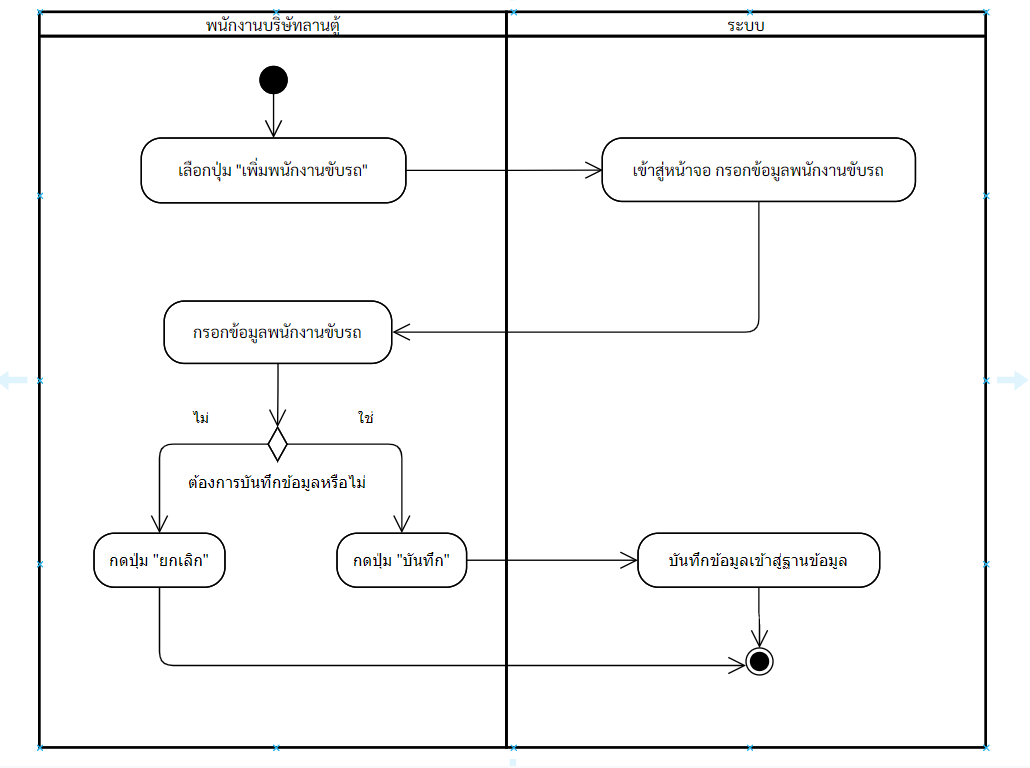 พนักงานบริษัทลานตู้
ระบบ
เลือกปุ่ม "เพิ่มพนักงานขับรถ"
เข้าสู่หน้าจอ กรอกข้อมูลพนักงานขับรถ
กรอกข้อมูลพนักงานขับรถ
ไม่
ใช่
ต้องการบันทึกข้อมูลหรือไม่
กดปุ่ม "ยกเลิก"
กดปุ่ม "บันทึก"
บันทึกข้อมูลเข้าสู่ฐานข้อมูล